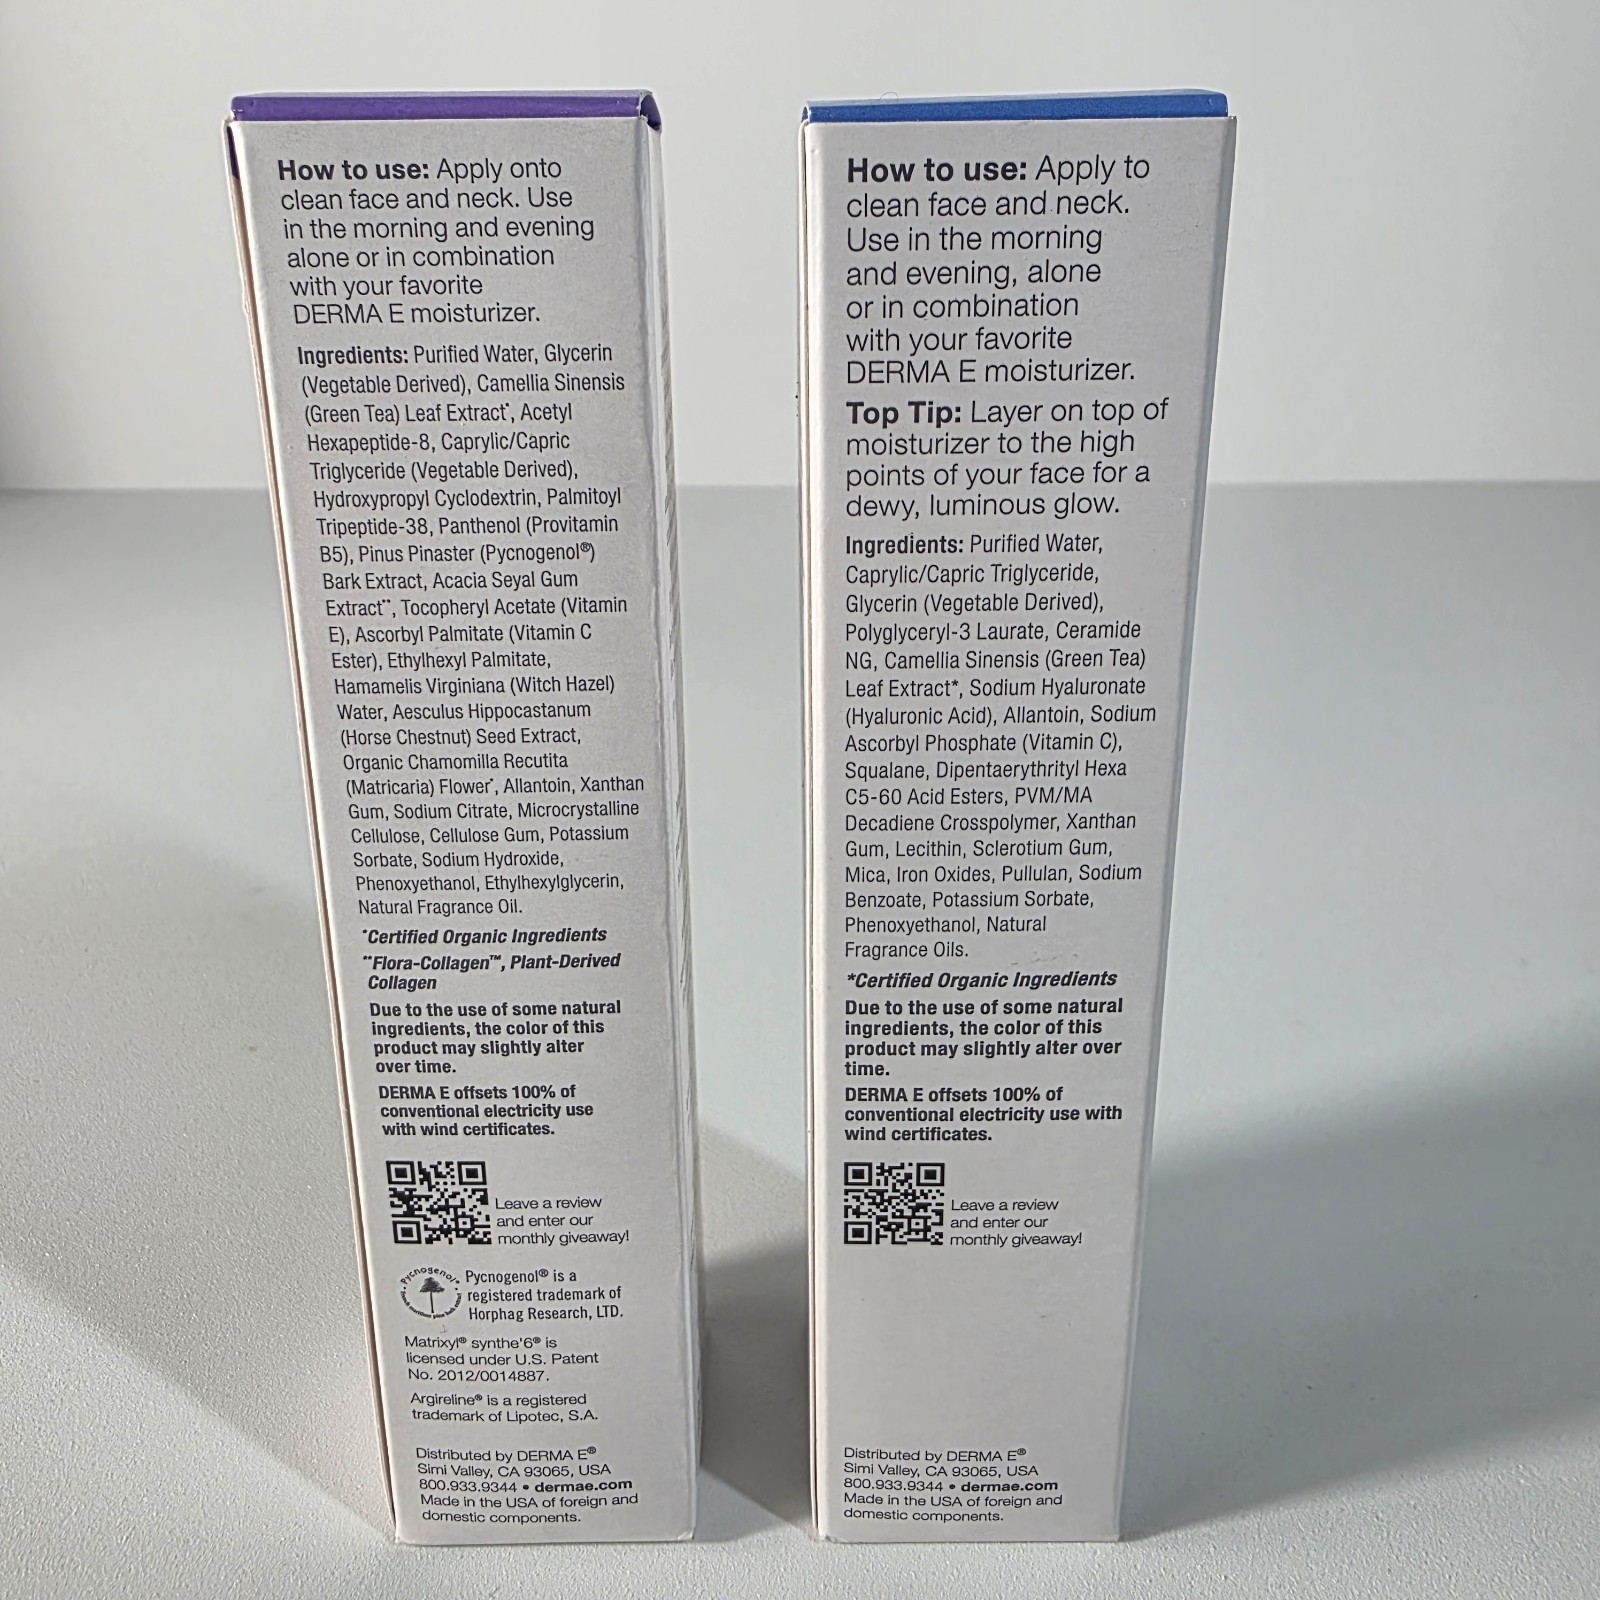 How to use: Apply onto
clean face and neck. Use
in the morning and evening
alone or in combination
with your favorite
DERMA E moisturizer.
Ingredients: Purified Water, Glycerin
(Vegetable Derived), Camellia Sinensis
(Green Tea) Leaf Extract*, Acetyl
Hexapeptide-8, Caprylic/Capric
Triglyceride (Vegetable Derived),
Hydroxypropyl Cyclodextrin, Palmitoyl
Tripeptide-38, Panthenol (Provitamin
B5), Pinus Pinaster (Pycnogenol®)
Bark Extract, Acacia Seyal Gum
Extract**, Tocopheryl Acetate (Vitamin
E), Ascorbyl Palmitate (Vitamin C
Ester), Ethylhexyl Palmitate,
Hamamelis Virginiana (Witch Hazel)
Water, Aesculus Hippocastanum
(Horse Chestnut) Seed Extract,
Organic Chamomilla Recutita
(Matricaria) Flower*, Allantoin, Xanthan
Gum, Sodium Citrate, Microcrystalline
Cellulose, Cellulose Gum, Potassium
Sorbate, Sodium Hydroxide,
Phenoxyethanol, Ethylhexylglycerin,
Natural Fragrance Oil.
*Certified Organic Ingredients
**Flora-Collagen™, Plant-Derived
Collagen
Due to the use of some natural
ingredients, the color of this
product may slightly alter
over time.
DERMA E offsets 100% of
conventional electricity use
with wind certificates.
Leave a review
and enter our
monthly giveaway!
Pycnogenol®
Pycnogenol® is a
registered trademark of
Horphag Research, LTD.
Matrixyl® synthe'6® is
licensed under U.S. Patent
No. 2012/0014887.
Argireline® is a registered
trademark of Lipotec, S.A.
Distributed by DERMA E®
Simi Valley, CA 93065, USA
800.933.9344 • dermae.com
Made in the USA of foreign and
domestic components.
How to use: Apply to
clean face and neck.
Use in the morning
and evening, alone
or in combination
with your favorite
DERMA E moisturizer.
Top Tip: Layer on top of
moisturizer to the high
points of your face for a
dewy, luminous glow.
Ingredients: Purified Water,
Caprylic/Capric Triglyceride,
Glycerin (Vegetable Derived),
Polyglyceryl-3 Laurate, Ceramide
NG, Camellia Sinensis (Green Tea)
Leaf Extract*, Sodium Hyaluronate
(Hyaluronic Acid), Allantoin, Sodium
Ascorbyl Phosphate (Vitamin C),
Squalane, Dipentaerythrityl Hexa
C5-60 Acid Esters, PVM/MA
Decadiene Crosspolymer, Xanthan
Gum, Lecithin, Sclerotium Gum,
Mica, Iron Oxides, Pullulan, Sodium
Benzoate, Potassium Sorbate,
Phenoxyethanol, Natural
Fragrance Oils.
*Certified Organic Ingredients
Due to the use of some natural
ingredients, the color of this
product may slightly alter over
time.
DERMA E offsets 100% of
conventional electricity use with
wind certificates.
Leave a review
and enter our
monthly giveaway!
Distributed by DERMA E®
Simi Valley, CA 93065, USA
800.933.9344 • dermae.com
Made in the USA of foreign and
domestic components.